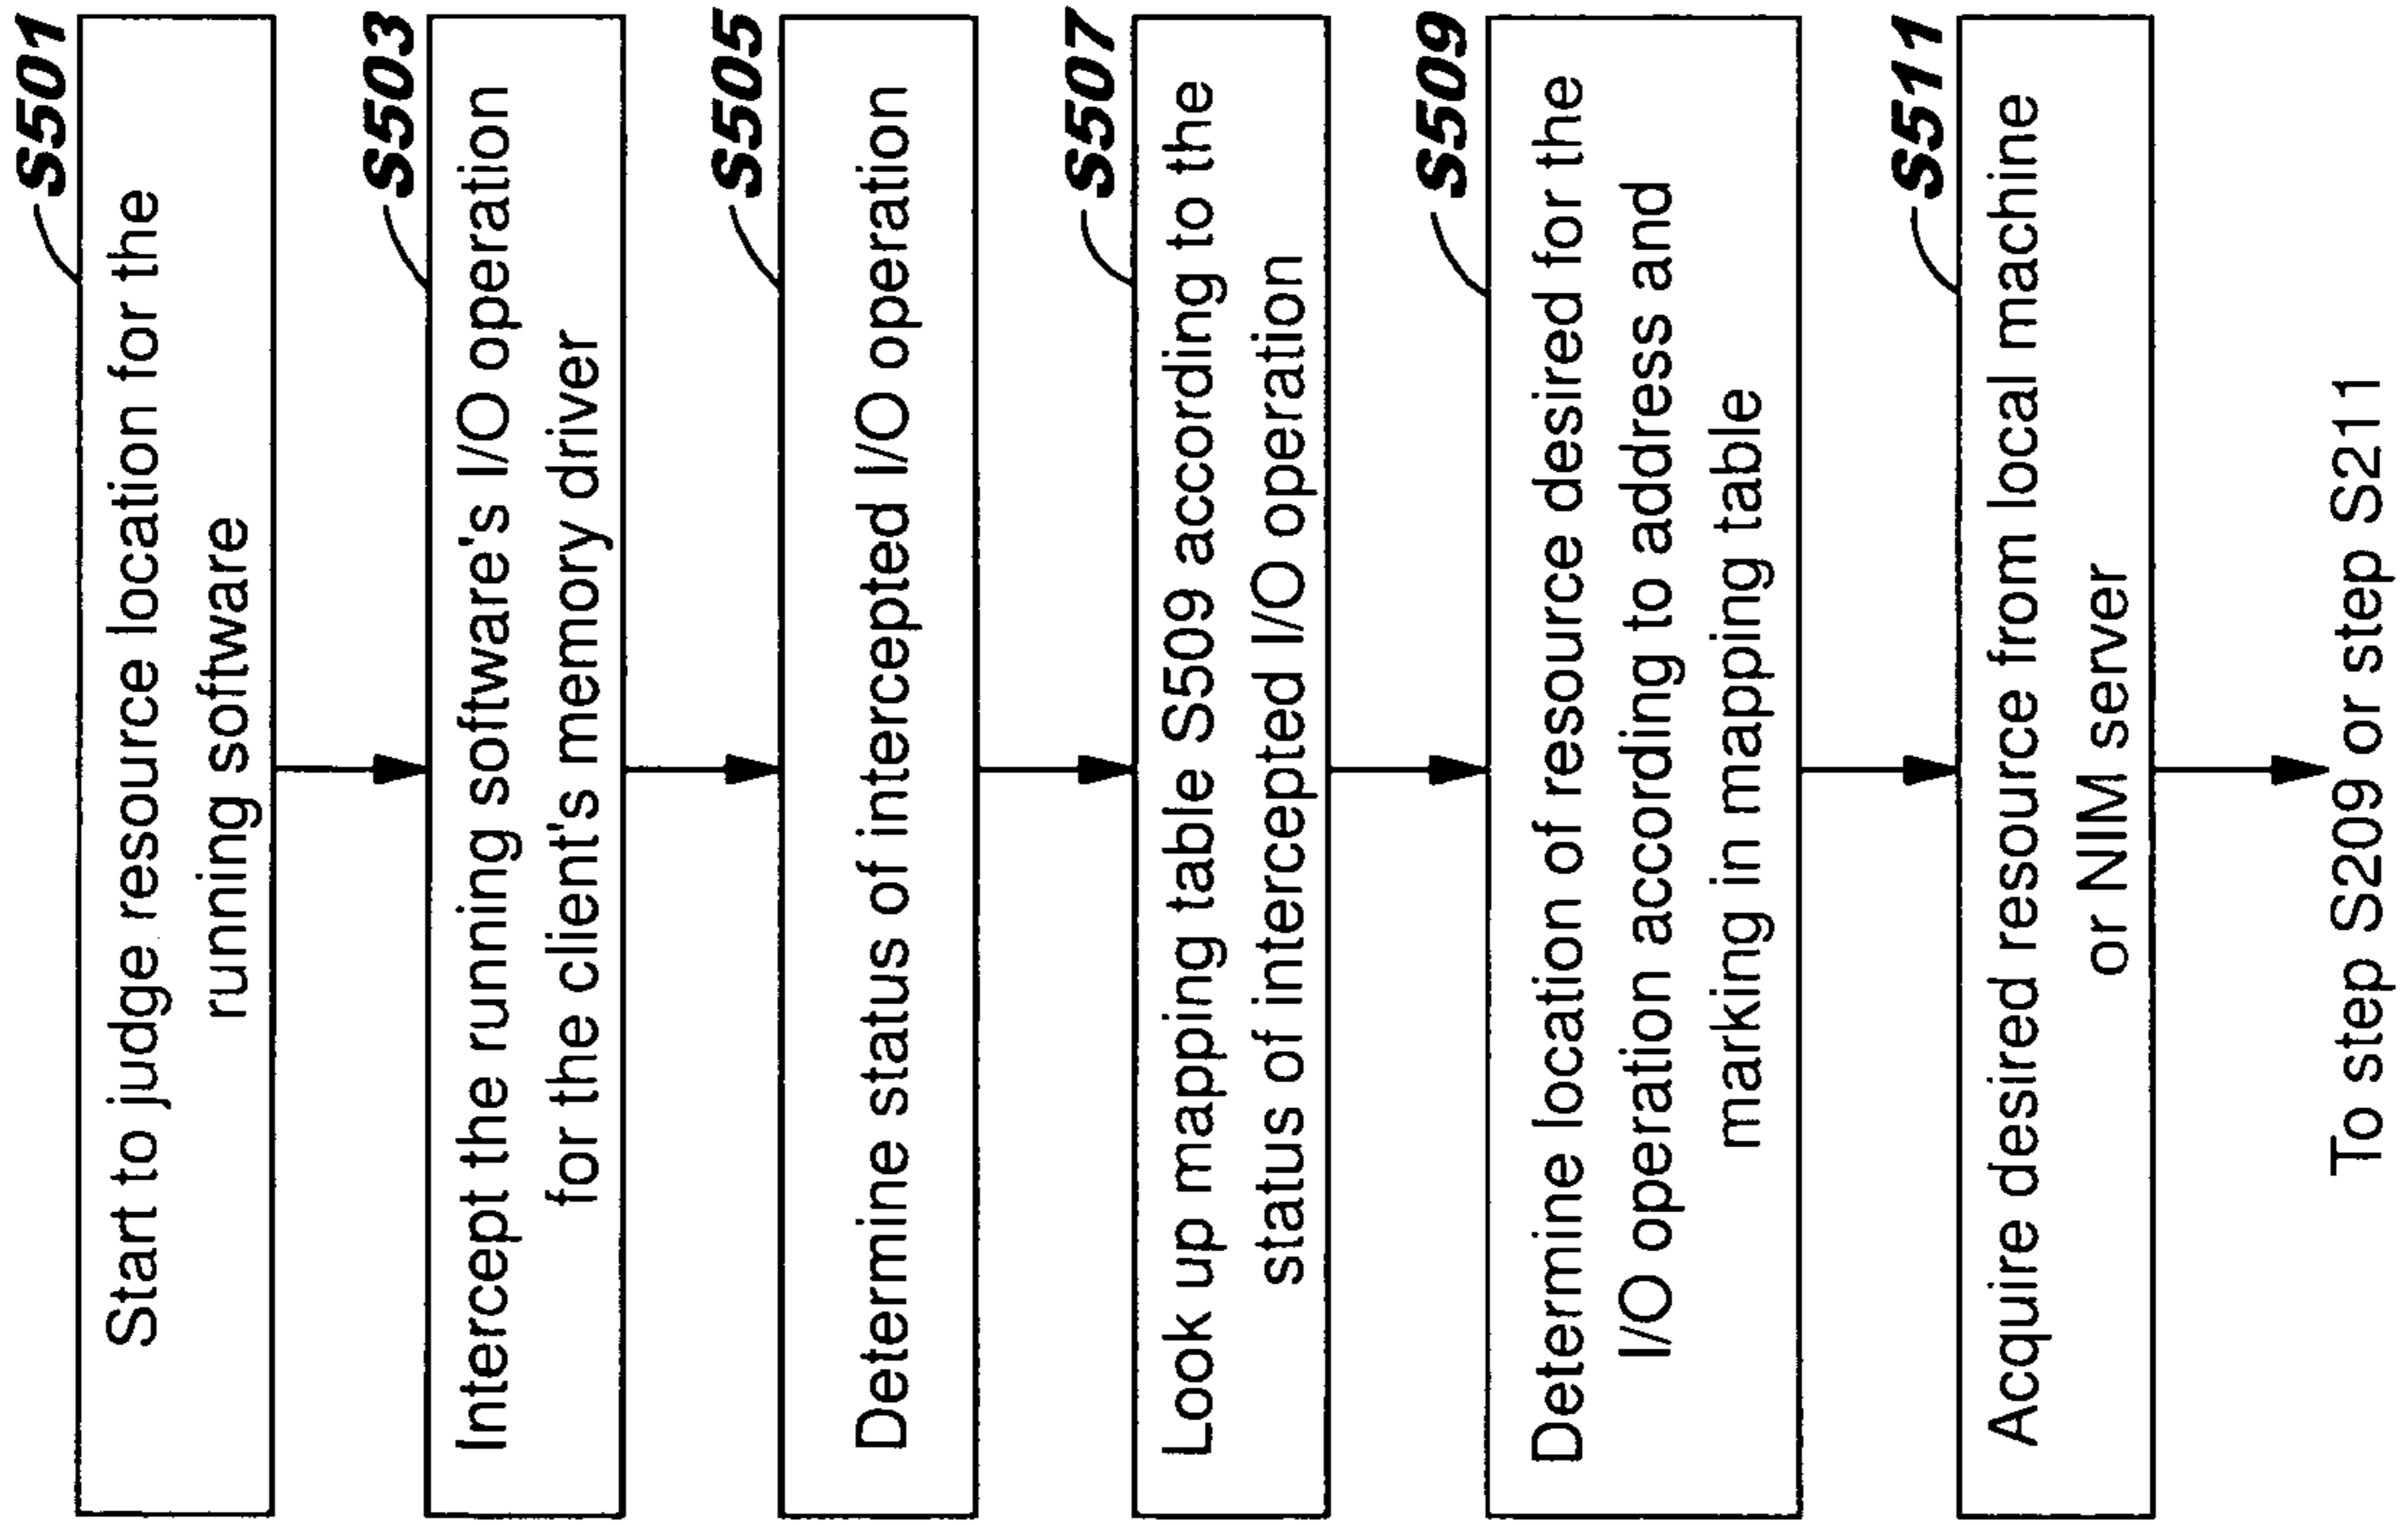 S501
Start to judge resource location for the
running software
S503
Intercept the running software's I/O operation
for the client's memory driver
S505
Determine status of intercepted I/O operation
S507
Look up mapping table S509 according to the
status of intercepted I/O operation
S509
Determine location of resource desired for the
I/O operation according to address and
marking in mapping table
S511
Acquire desired resource from local machine
or NIM server
To step S209 or step S211